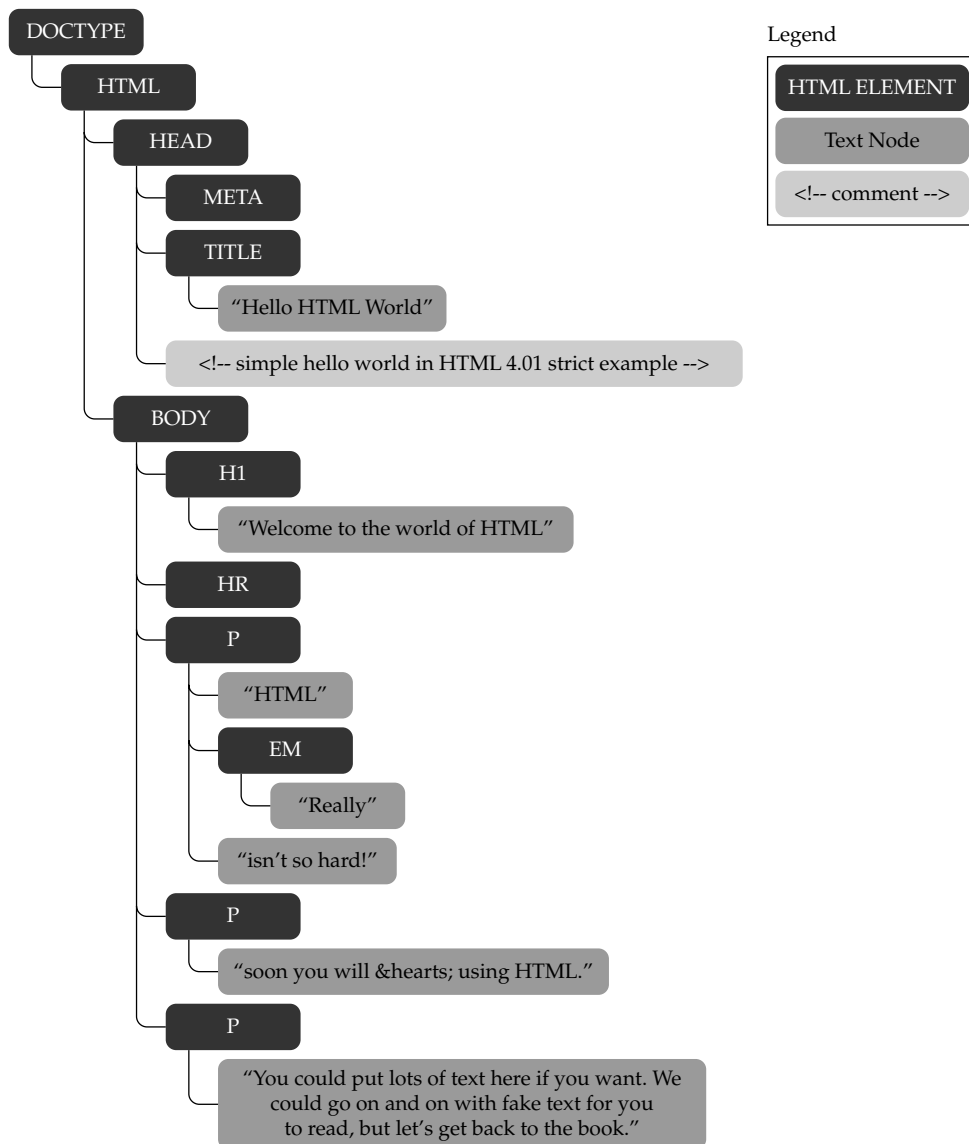 DOCTYPE
HTML
HEAD
META
TITLE
“Hello HTML World”
<!-- simple hello world in HTML 4.01 strict example -->
BODY
H1
“Welcome to the world of HTML”
HR
P
“HTML”
EM
“Really”
“isn't so hard!”
P
“soon you will &hearts; using HTML.”
P
“You could put lots of text here if you want. We
could go on and on with fake text for you
to read, but let's get back to the book.”
Legend
HTML ELEMENT
Text Node
<!-- comment -->